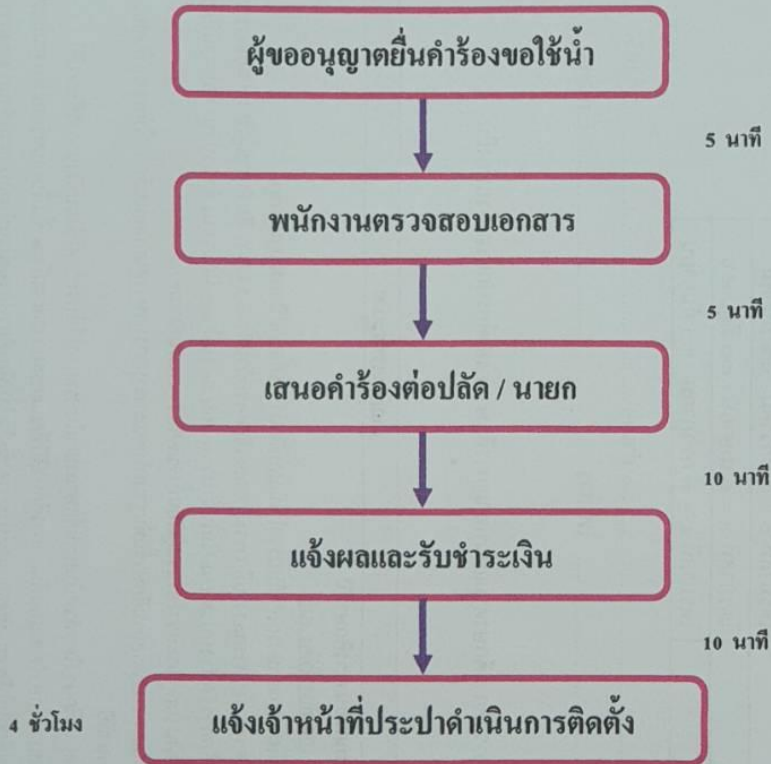 ผู้ขออนุญาตยื่นคำร้องขอใช้น้ำ
5 นาที
พนักงานตรวจสอบเอกสาร
5 นาที
เสนอคำร้องต่อปลัด / นายก
10 นาที
แจ้งผลและรับชำระเงิน
10 นาที
4 ชั่วโมง
แจ้งเจ้าหน้าที่ประปาดำเนินการติดตั้ง